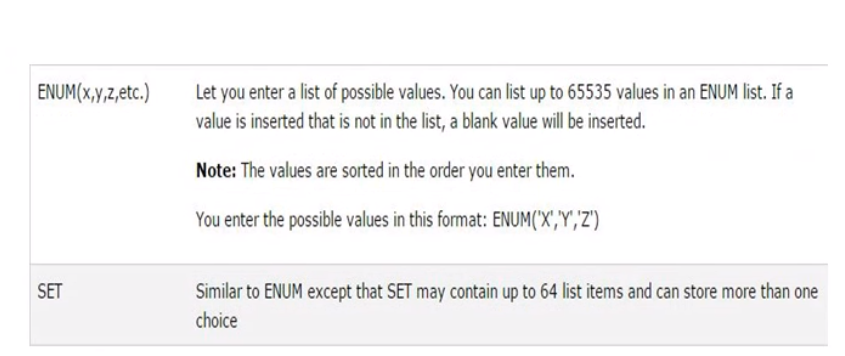 ENUM(x,y,z,etc.) Let you enter a list of possible values. You can list up to 65535 values in an ENUM list. If a
value is inserted that is not in the list, a blank value will be inserted.
Note: The values are sorted in the order you enter them.
You enter the possible values in this format: ENUM('X','Y','Z')
SET Similar to ENUM except that SET may contain up to 64 list items and can store more than one
choice